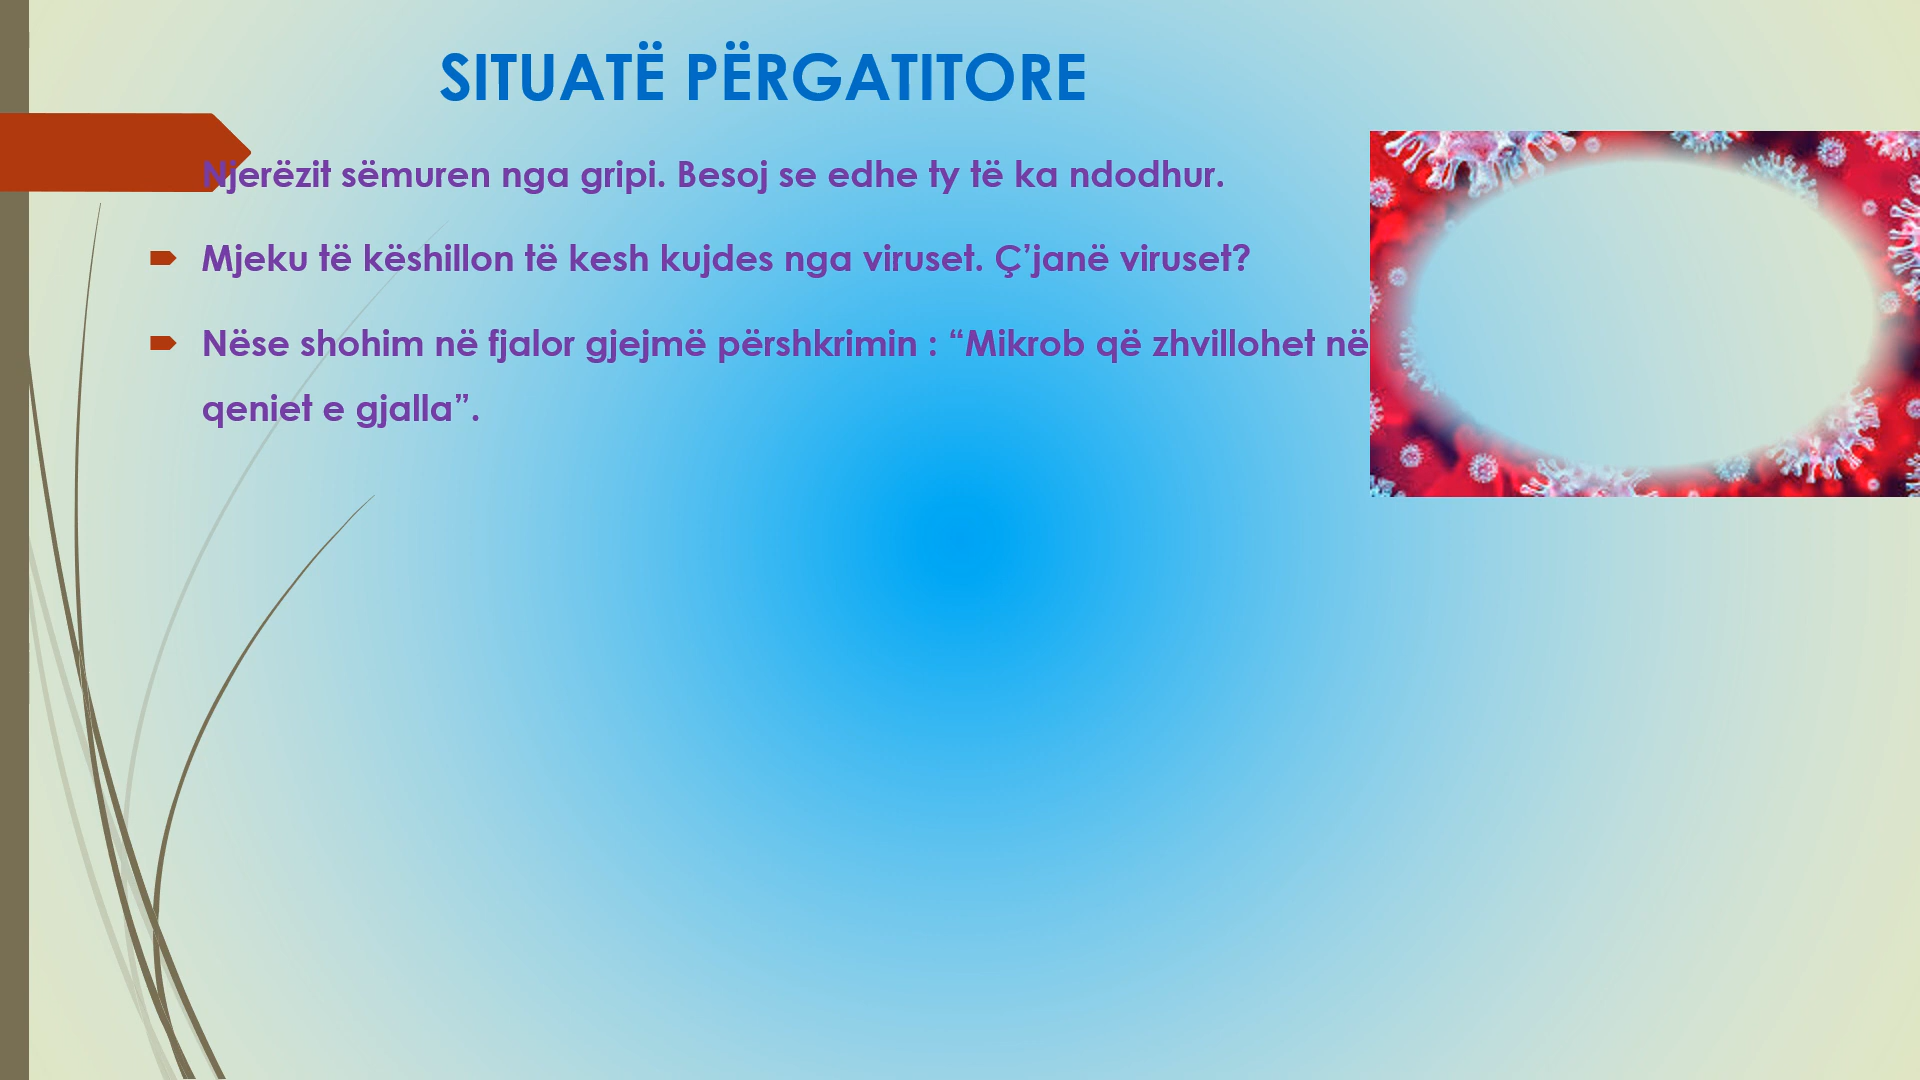 SITUATË PËRGATITORE
Njerëzit sëmuren nga gripi. Besoj se edhe ty të ka ndodhur.
Mjeku të këshillon të kesh kujdes nga viruset. Ç’janë viruset?
Nëse shohim në fjalor gjejmë përshkrimin : “Mikrob që zhvillohet në
qeniet e gjalla”.